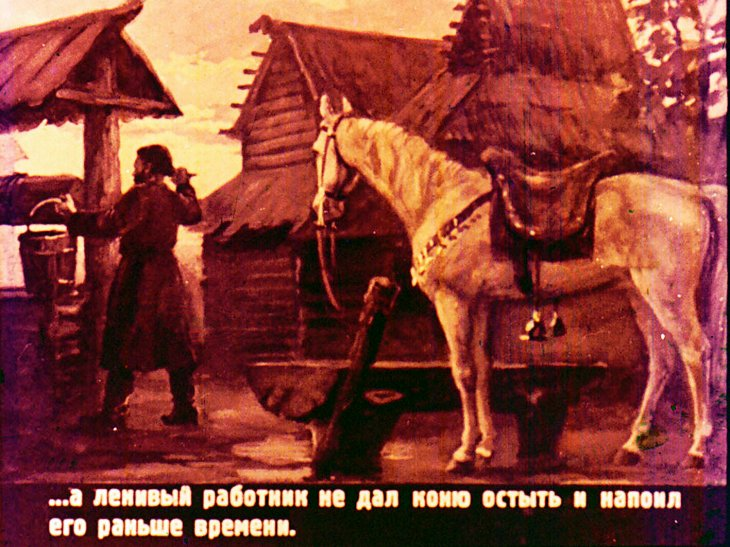 ...а ленивый работник не дал коню остыть и напоил
его раньше времени.